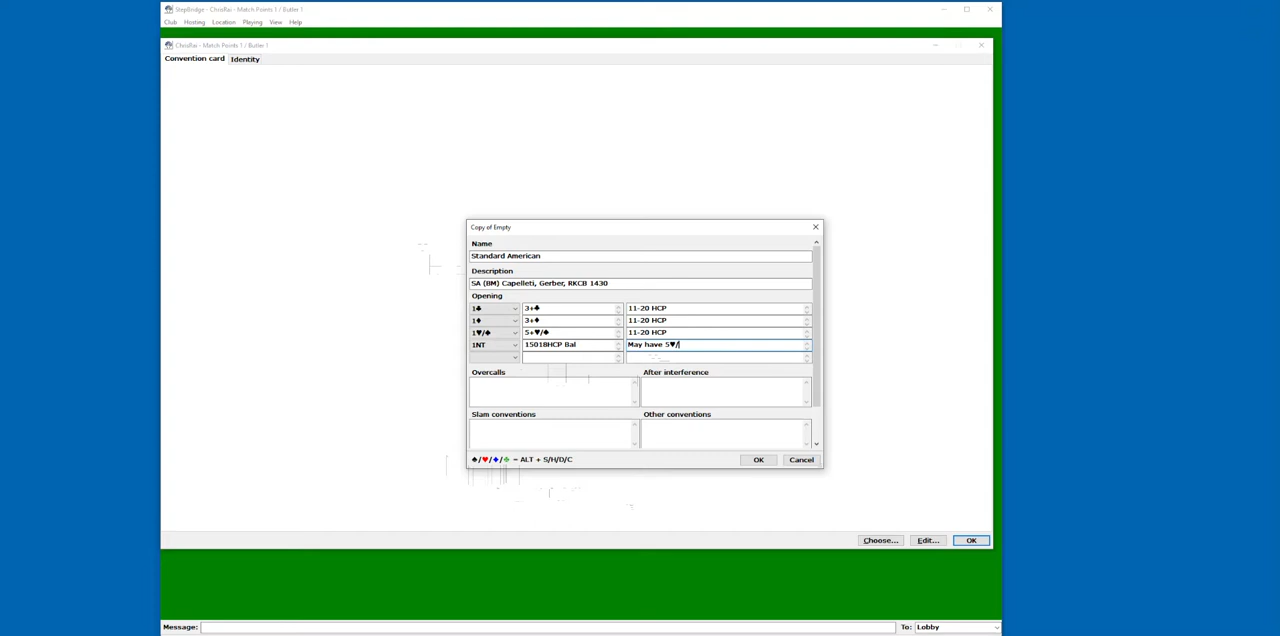 StepBridge - ChrisRai - Match Points 1 / Butler 1
Club Hosting Location Playing View Help
ChrisRai - Match Points 1 / Butler 1
Convention card Identity
Copy of Empty
Name
Standard American
Description
SA (BM) Capelleti, Gerber, RKCB 1430
Opening
1♣ 3+♣ 11-20 HCP
1♦ 3+♦ 11-20 HCP
1♥/♠ 5+♥/♠ 11-20 HCP
1NT 15018HCP Bal May have 5♥/
Overcalls After interference
Slam conventions Other conventions
♠/♥/♦/♣ = ALT + S/H/D/C OK Cancel
Choose... Edit... OK
Message: To: Lobby